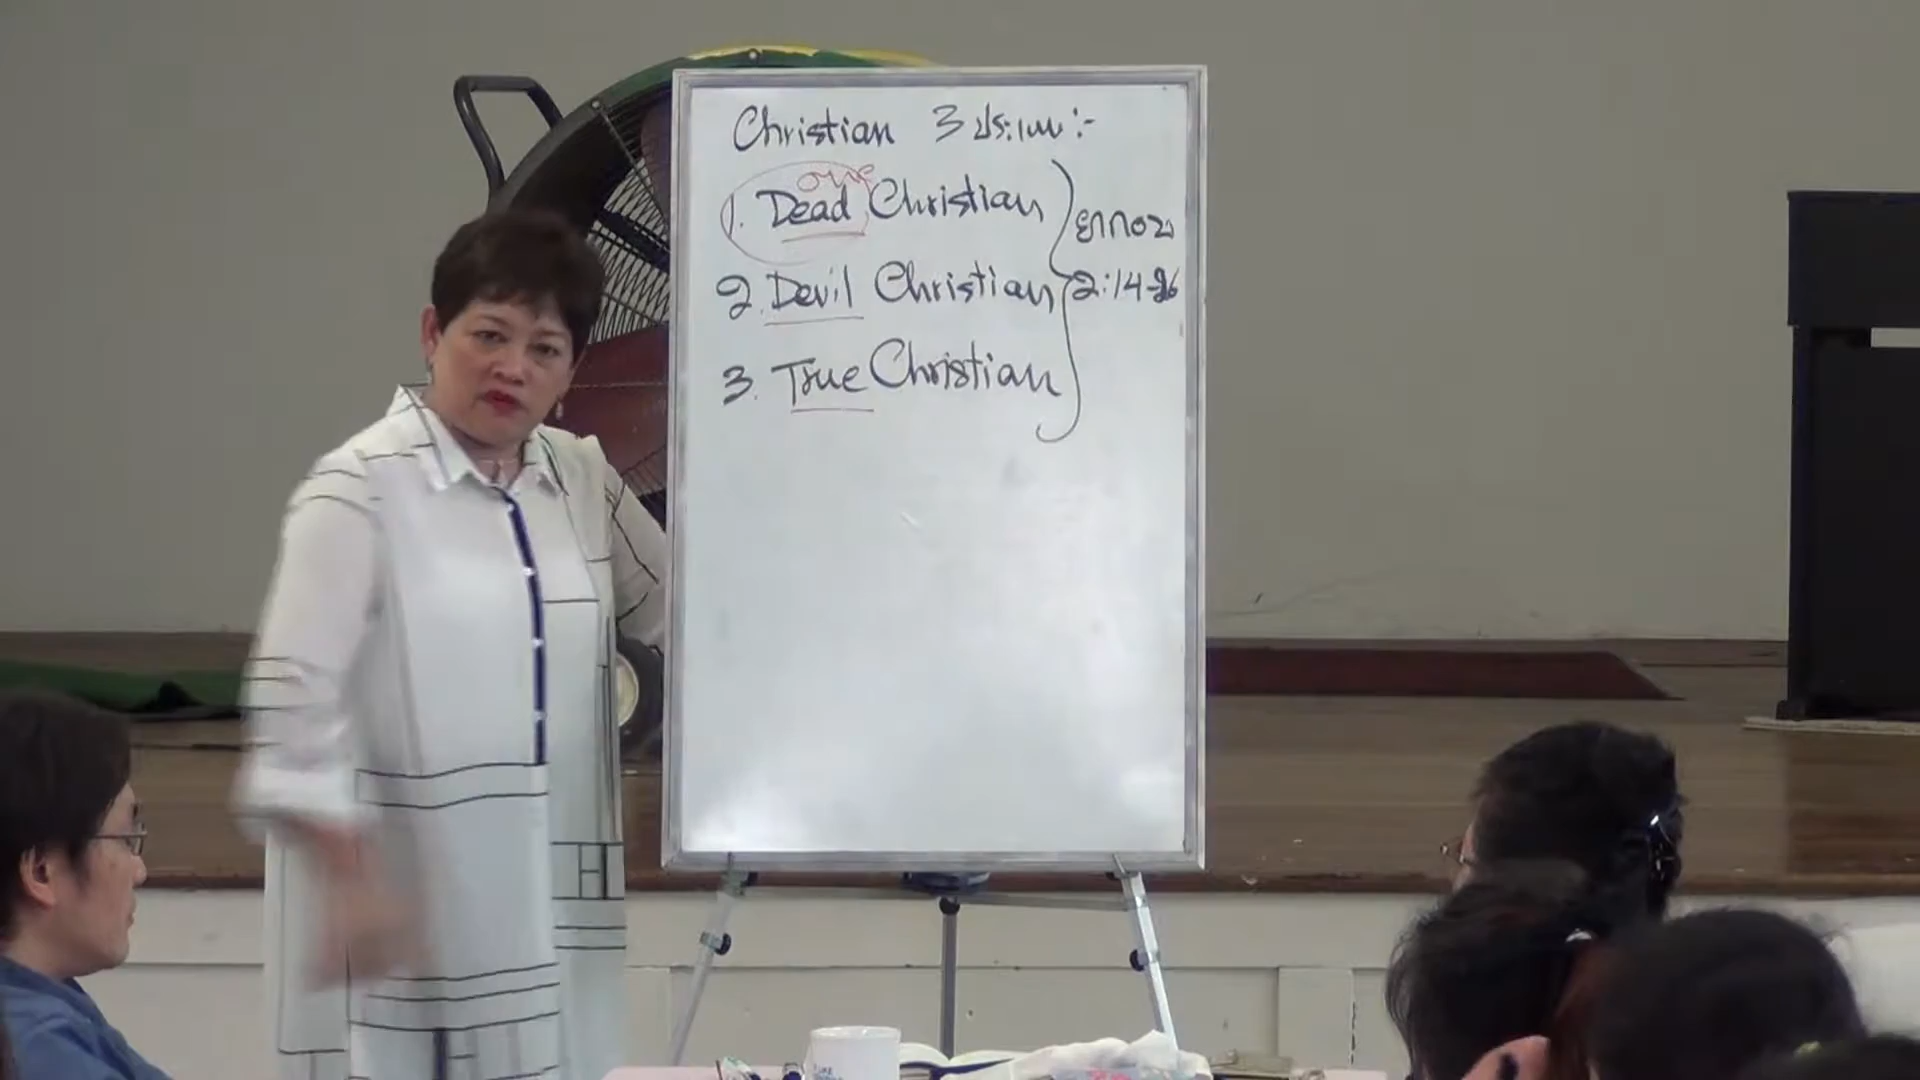 Christian 3 ประเภท :-
1. Dead Christian
2. Devil Christian
3. True Christian
ยากอบ
2:14-26